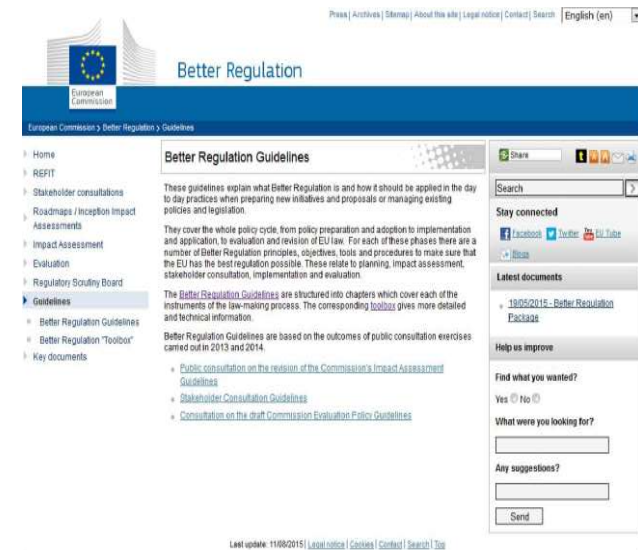 Press | Archives | Sitemap | About this site | Legal notice | Contact | Search
English (en)
European
Commission
Better Regulation
European Commission > Better Regulation > Guidelines
Home
REFIT
Stakeholder consultations
Roadmaps / Inception Impact
Assessments
Impact Assessment
Evaluation
Regulatory Scrutiny Board
Guidelines
Better Regulation Guidelines
Better Regulation "Toolbox"
Key documents
Better Regulation Guidelines
These guidelines explain what Better Regulation is and how it should be applied in the day
to day practices when preparing new initiatives and proposals or managing existing
policies and legislation.
They cover the whole policy cycle, from policy preparation and adoption to implementation
and application, to evaluation and revision of EU law. For each of these phases there are a
number of Better Regulation principles, objectives, tools and procedures to make sure that
the EU has the best regulation possible. These relate to planning, impact assessment,
stakeholder consultation, implementation and evaluation.
The Better Regulation Guidelines are structured into chapters which cover each of the
instruments of the law-making process. The corresponding toolbox gives more detailed
and technical information.
Better Regulation Guidelines are based on the outcomes of public consultation exercises
carried out in 2013 and 2014.
Public consultation on the revision of the Commission's Impact Assessment
Guidelines
Stakeholder Consultation Guidelines
Consultation on the draft Commission Evaluation Policy Guidelines
Share
Search
Stay connected
Facebook Twitter EU Tube
Blogs
Latest documents
19/05/2015 - Better Regulation
Package
Help us improve
Find what you wanted?
Yes No
What were you looking for?
Any suggestions?
Send
Last update: 11/08/2015 | Legal notice | Cookies | Contact | Search | Top